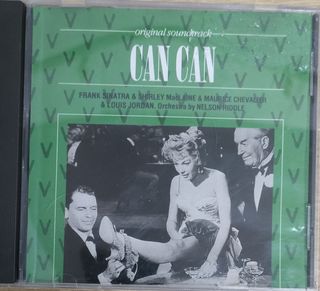 original soundtrack
CAN CAN
FRANK SINATRA & SHIRLEY MacLAINE & MAURICE CHEVALIER
& LOUIS JORDAN. Orchestra by NELSON RIDDLE